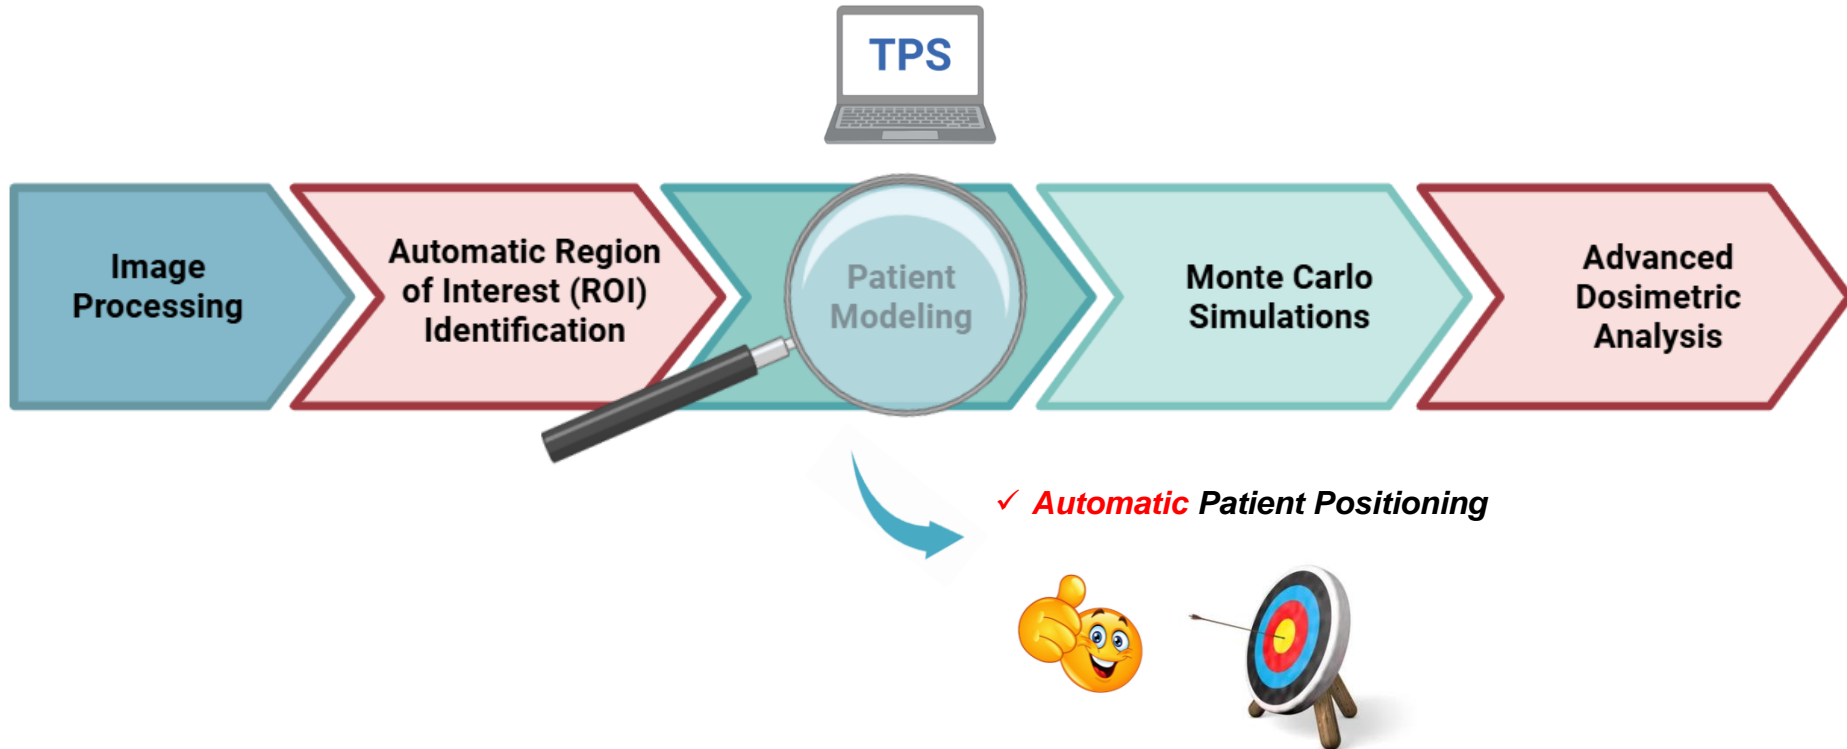 TPS
Image
Processing
Automatic Region
of Interest (ROI)
Identification
Patient
Modeling
Monte Carlo
Simulations
Advanced
Dosimetric
Analysis
✓ Automatic Patient Positioning